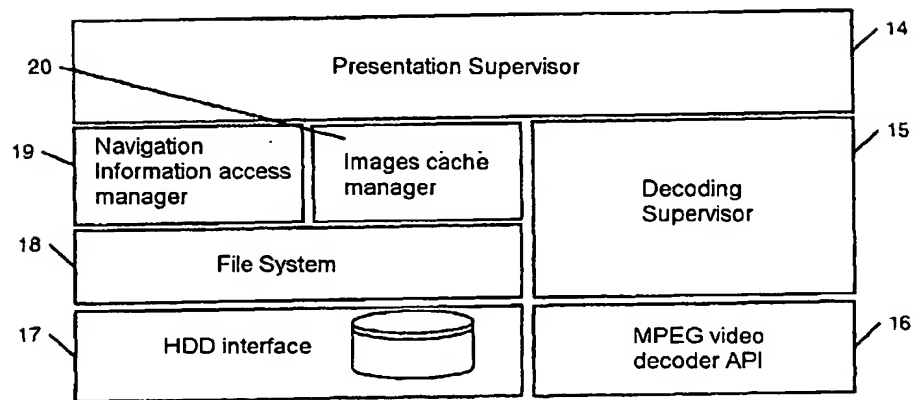 14
Presentation Supervisor
20
15
19
Navigation
Information access
manager
Images cache
manager
Decoding
Supervisor
18
File System
17
HDD interface
MPEG video
decoder API
16